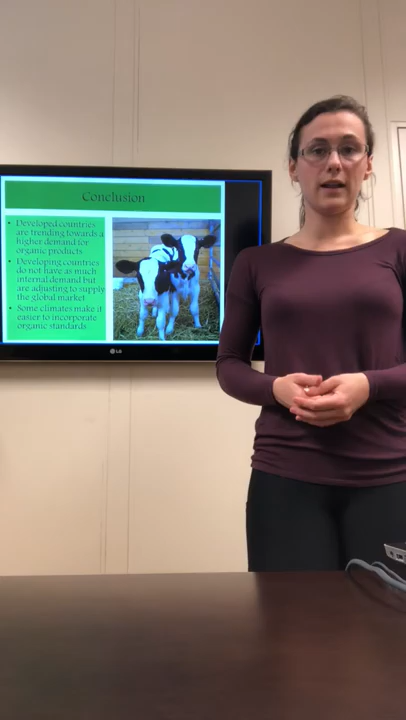 Conclusion
• Developed countries
are trending towards a
higher demand for
organic products
• Developing countries
do not have as much
internal demand but
are adjusting to supply
the global market
• Some climates make it
easier to incorporate
organic standards
LG